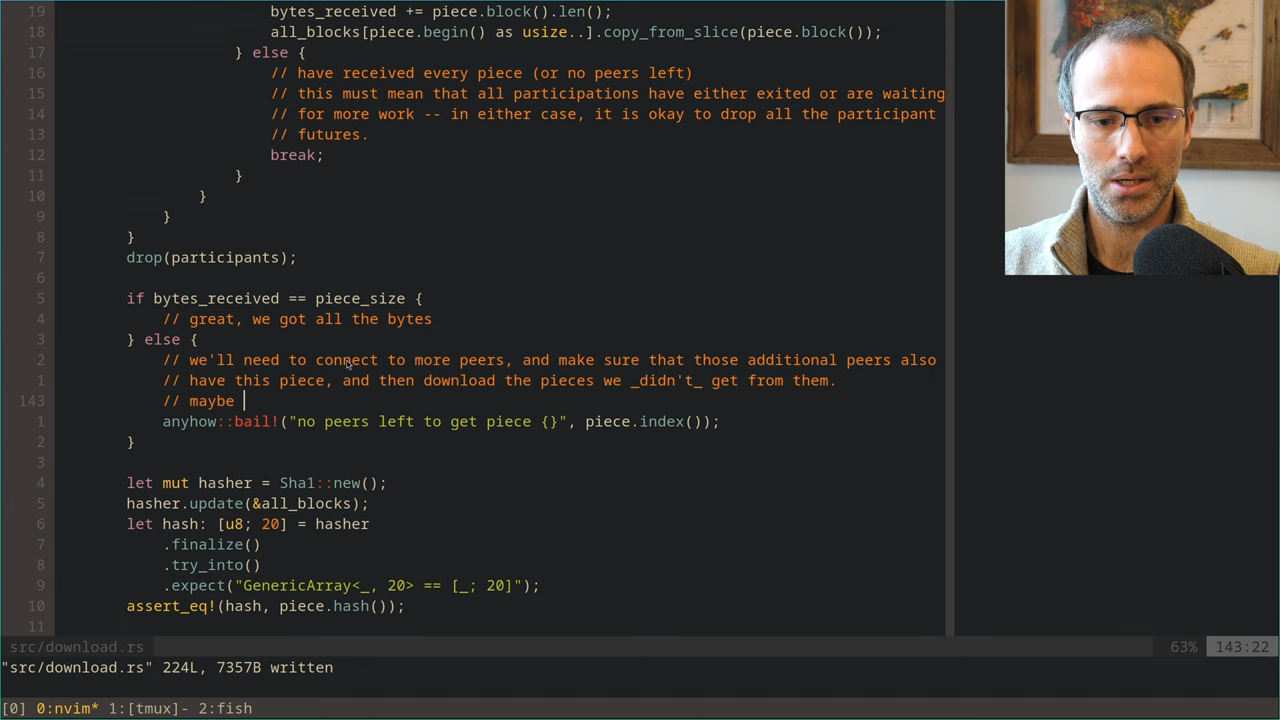 19 bytes_received += piece.block().len();
18 all_blocks[piece.begin() as usize..].copy_from_slice(piece.block());
17 } else {
16 // have received every piece (or no peers left)
15 // this must mean that all participations have either exited or are waiting
14 // for more work -- in either case, it is okay to drop all the participant
13 // futures.
12 break;
11 }
10 }
9 }
8 }
7 drop(participants);
6
5 if bytes_received == piece_size {
4 // great, we got all the bytes
3 } else {
2 // we'll need to connect to more peers, and make sure that those additional peers also
1 // have this piece, and then download the pieces we _didn't_ get from them.
143 // maybe
1 anyhow::bail!("no peers left to get piece {}", piece.index());
2 }
3
4 let mut hasher = Sha1::new();
5 hasher.update(&all_blocks);
6 let hash: [u8; 20] = hasher
7 .finalize()
8 .try_into()
9 .expect("GenericArray<_, 20> == [_; 20]");
10 assert_eq!(hash, piece.hash());
11
src/download.rs 63% 143:22
"src/download.rs" 224L, 7357B written
[0] 0:nvim* 1:[tmux]- 2:fish